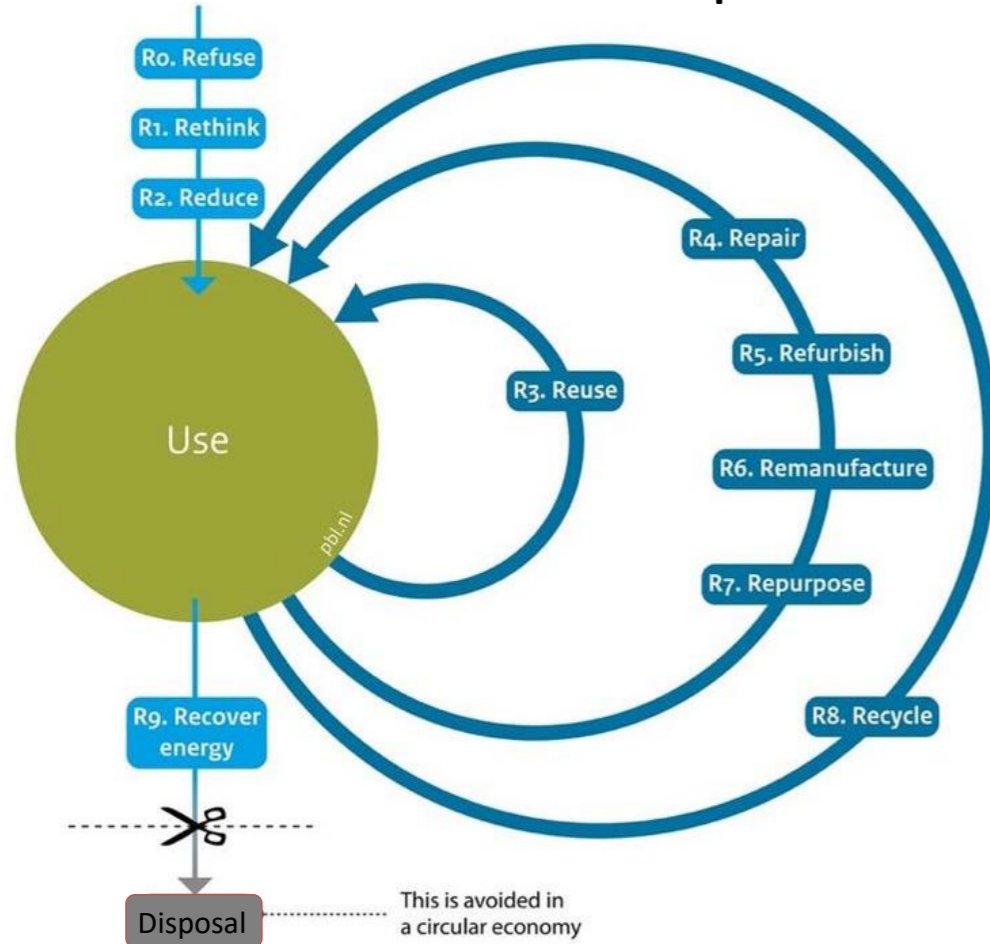 R0. Refuse
R1. Rethink
R2. Reduce
R4. Repair
R5. Refurbish
R3. Reuse
Use
R6. Remanufacture
pbl.nl
R7. Repurpose
R9. Recover
energy
R8. Recycle
Disposal
This is avoided in
a circular economy